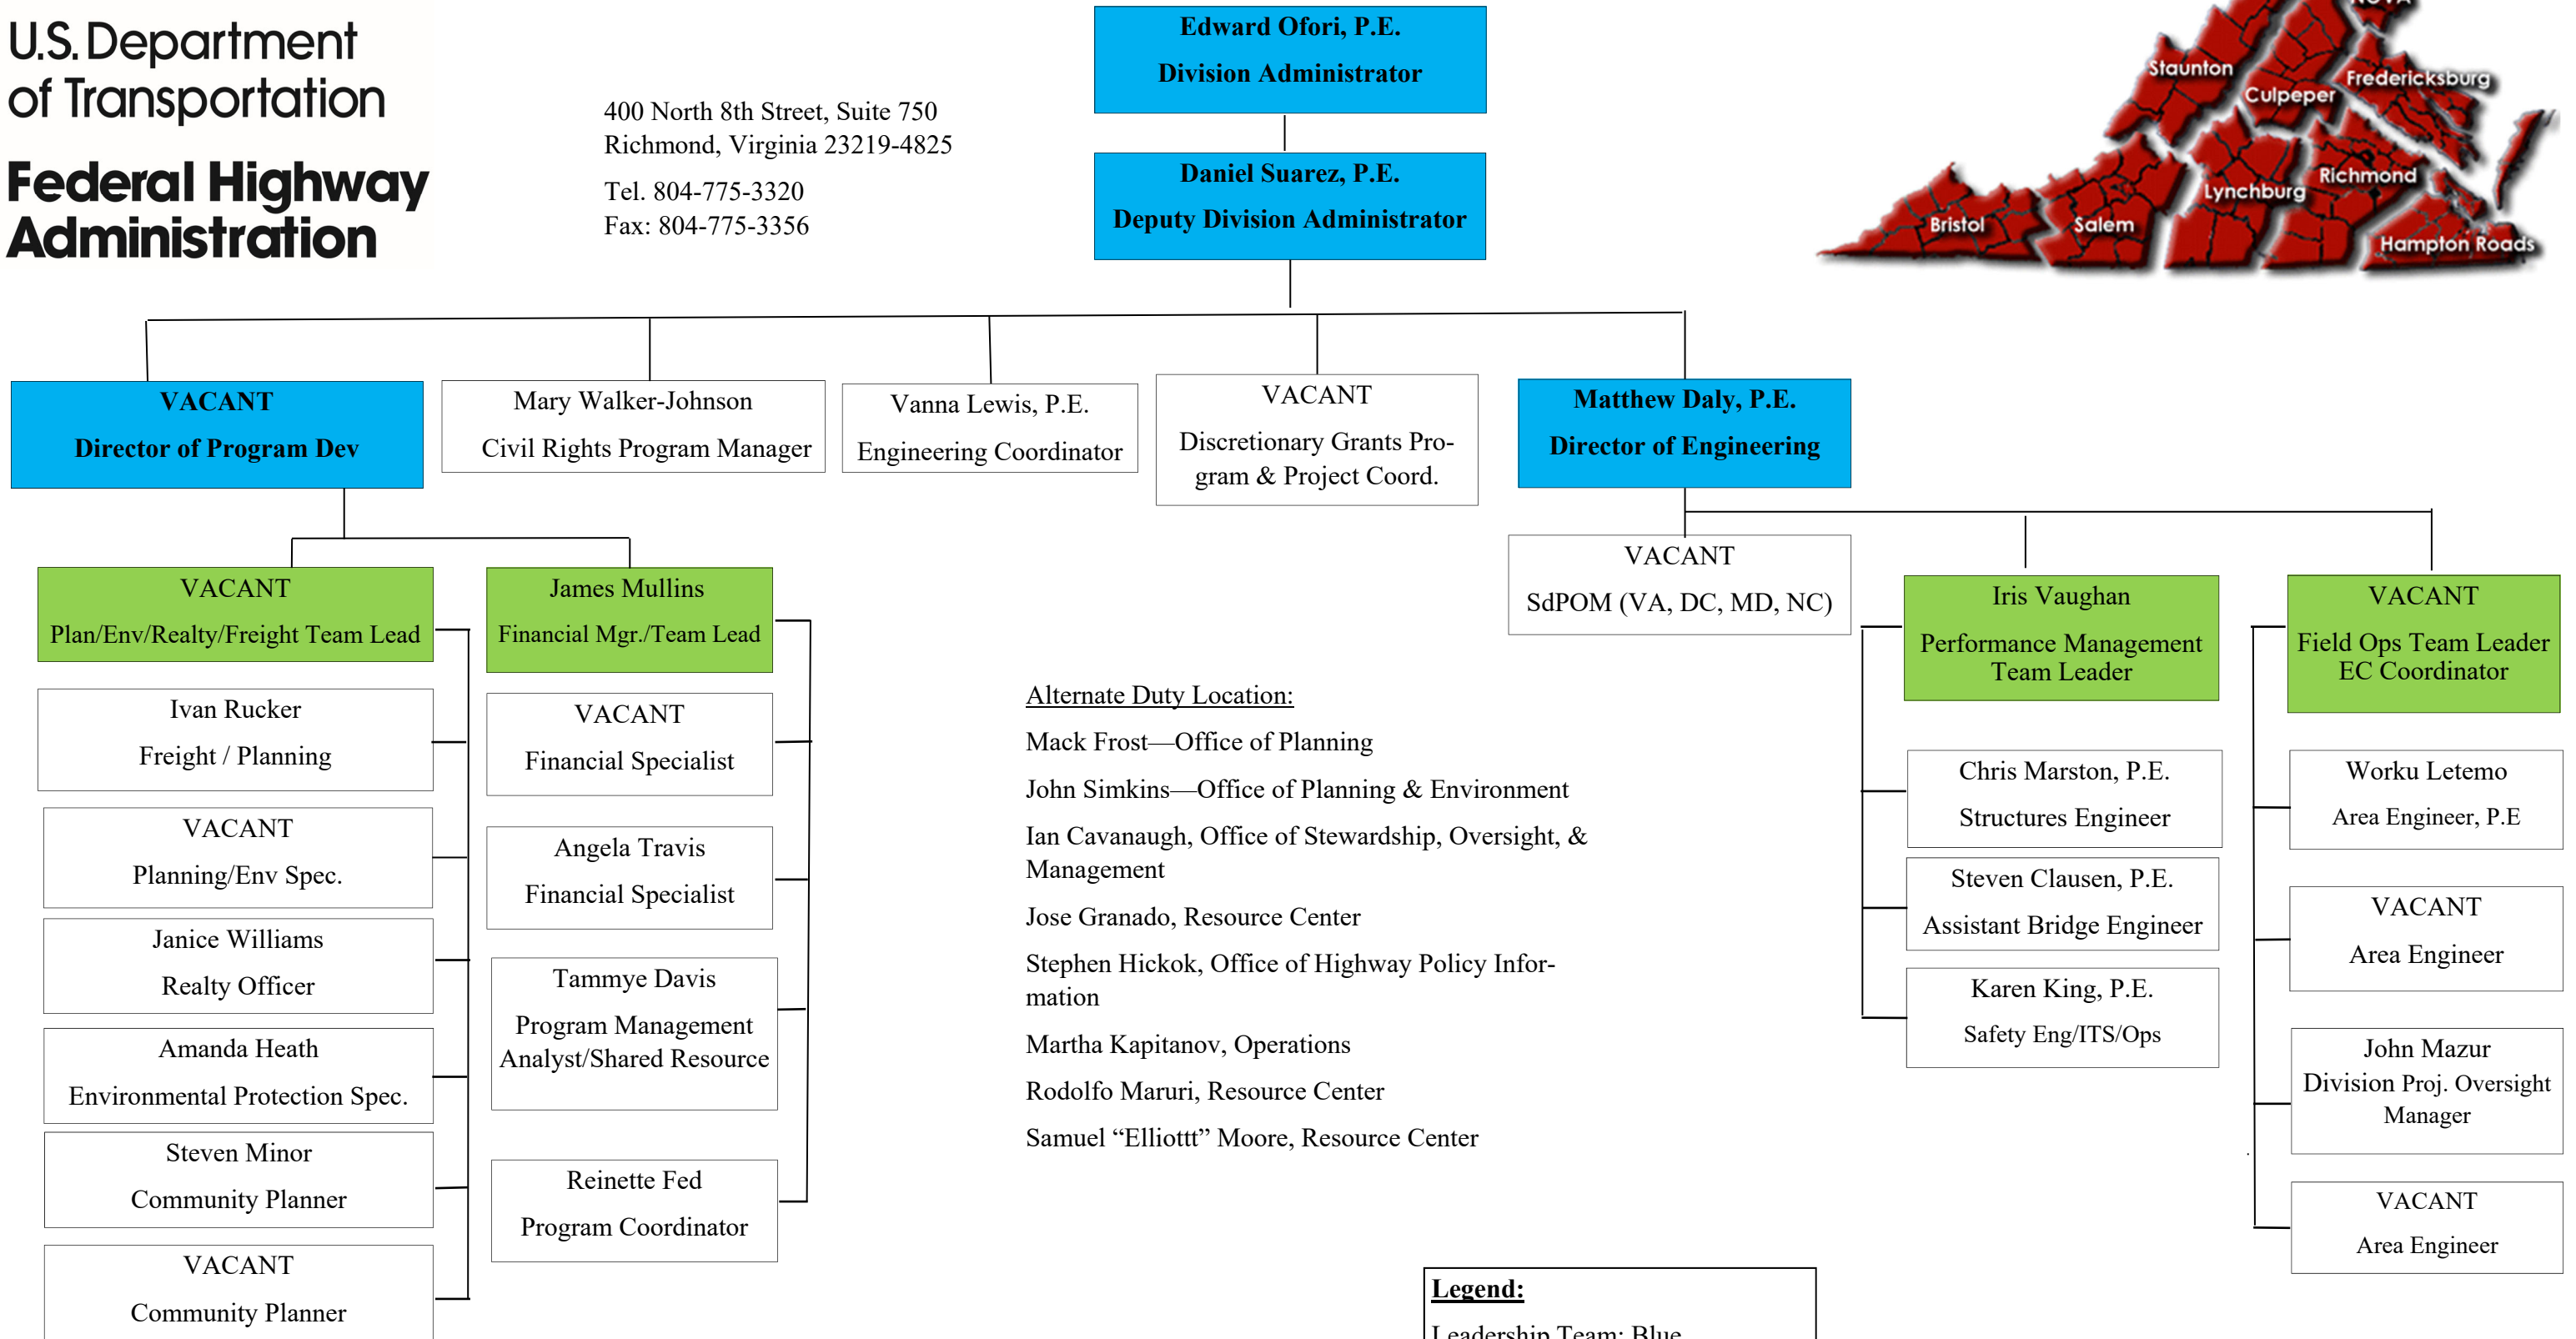 U.S. Department
of Transportation
Federal Highway
Administration
400 North 8th Street, Suite 750
Richmond, Virginia 23219-4825
Tel. 804-775-3320
Fax: 804-775-3356
Edward Ofori, P.E.
Division Administrator
Daniel Suarez, P.E.
Deputy Division Administrator
NOVA
Staunton
Culpeper
Fredericksburg
Richmond
Lynchburg
Bristol
Salem
Hampton Roads
VACANT
Director of Program Dev
Mary Walker-Johnson
Civil Rights Program Manager
Vanna Lewis, P.E.
Engineering Coordinator
VACANT
Discretionary Grants Pro-
gram & Project Coord.
Matthew Daly, P.E.
Director of Engineering
VACANT
Plan/Env/Realty/Freight Team Lead
Ivan Rucker
Freight / Planning
VACANT
Planning/Env Spec.
Janice Williams
Realty Officer
Amanda Heath
Environmental Protection Spec.
Steven Minor
Community Planner
VACANT
Community Planner
James Mullins
Financial Mgr./Team Lead
VACANT
Financial Specialist
Angela Travis
Financial Specialist
Tammye Davis
Program Management
Analyst/Shared Resource
Reinette Fed
Program Coordinator
Alternate Duty Location:
Mack Frost—Office of Planning
John Simkins—Office of Planning & Environment
Ian Cavanaugh, Office of Stewardship, Oversight, &
Management
Jose Granado, Resource Center
Stephen Hickok, Office of Highway Policy Infor-
mation
Martha Kapitanov, Operations
Rodolfo Maruri, Resource Center
Samuel “Elliottt” Moore, Resource Center
VACANT
SdPOM (VA, DC, MD, NC)
Iris Vaughan
Performance Management
Team Leader
Chris Marston, P.E.
Structures Engineer
Steven Clausen, P.E.
Assistant Bridge Engineer
Karen King, P.E.
Safety Eng/ITS/Ops
VACANT
Field Ops Team Leader
EC Coordinator
Worku Letemo
Area Engineer, P.E
VACANT
Area Engineer
John Mazur
Division Proj. Oversight
Manager
VACANT
Area Engineer
Legend:
Leadership Team: Blue